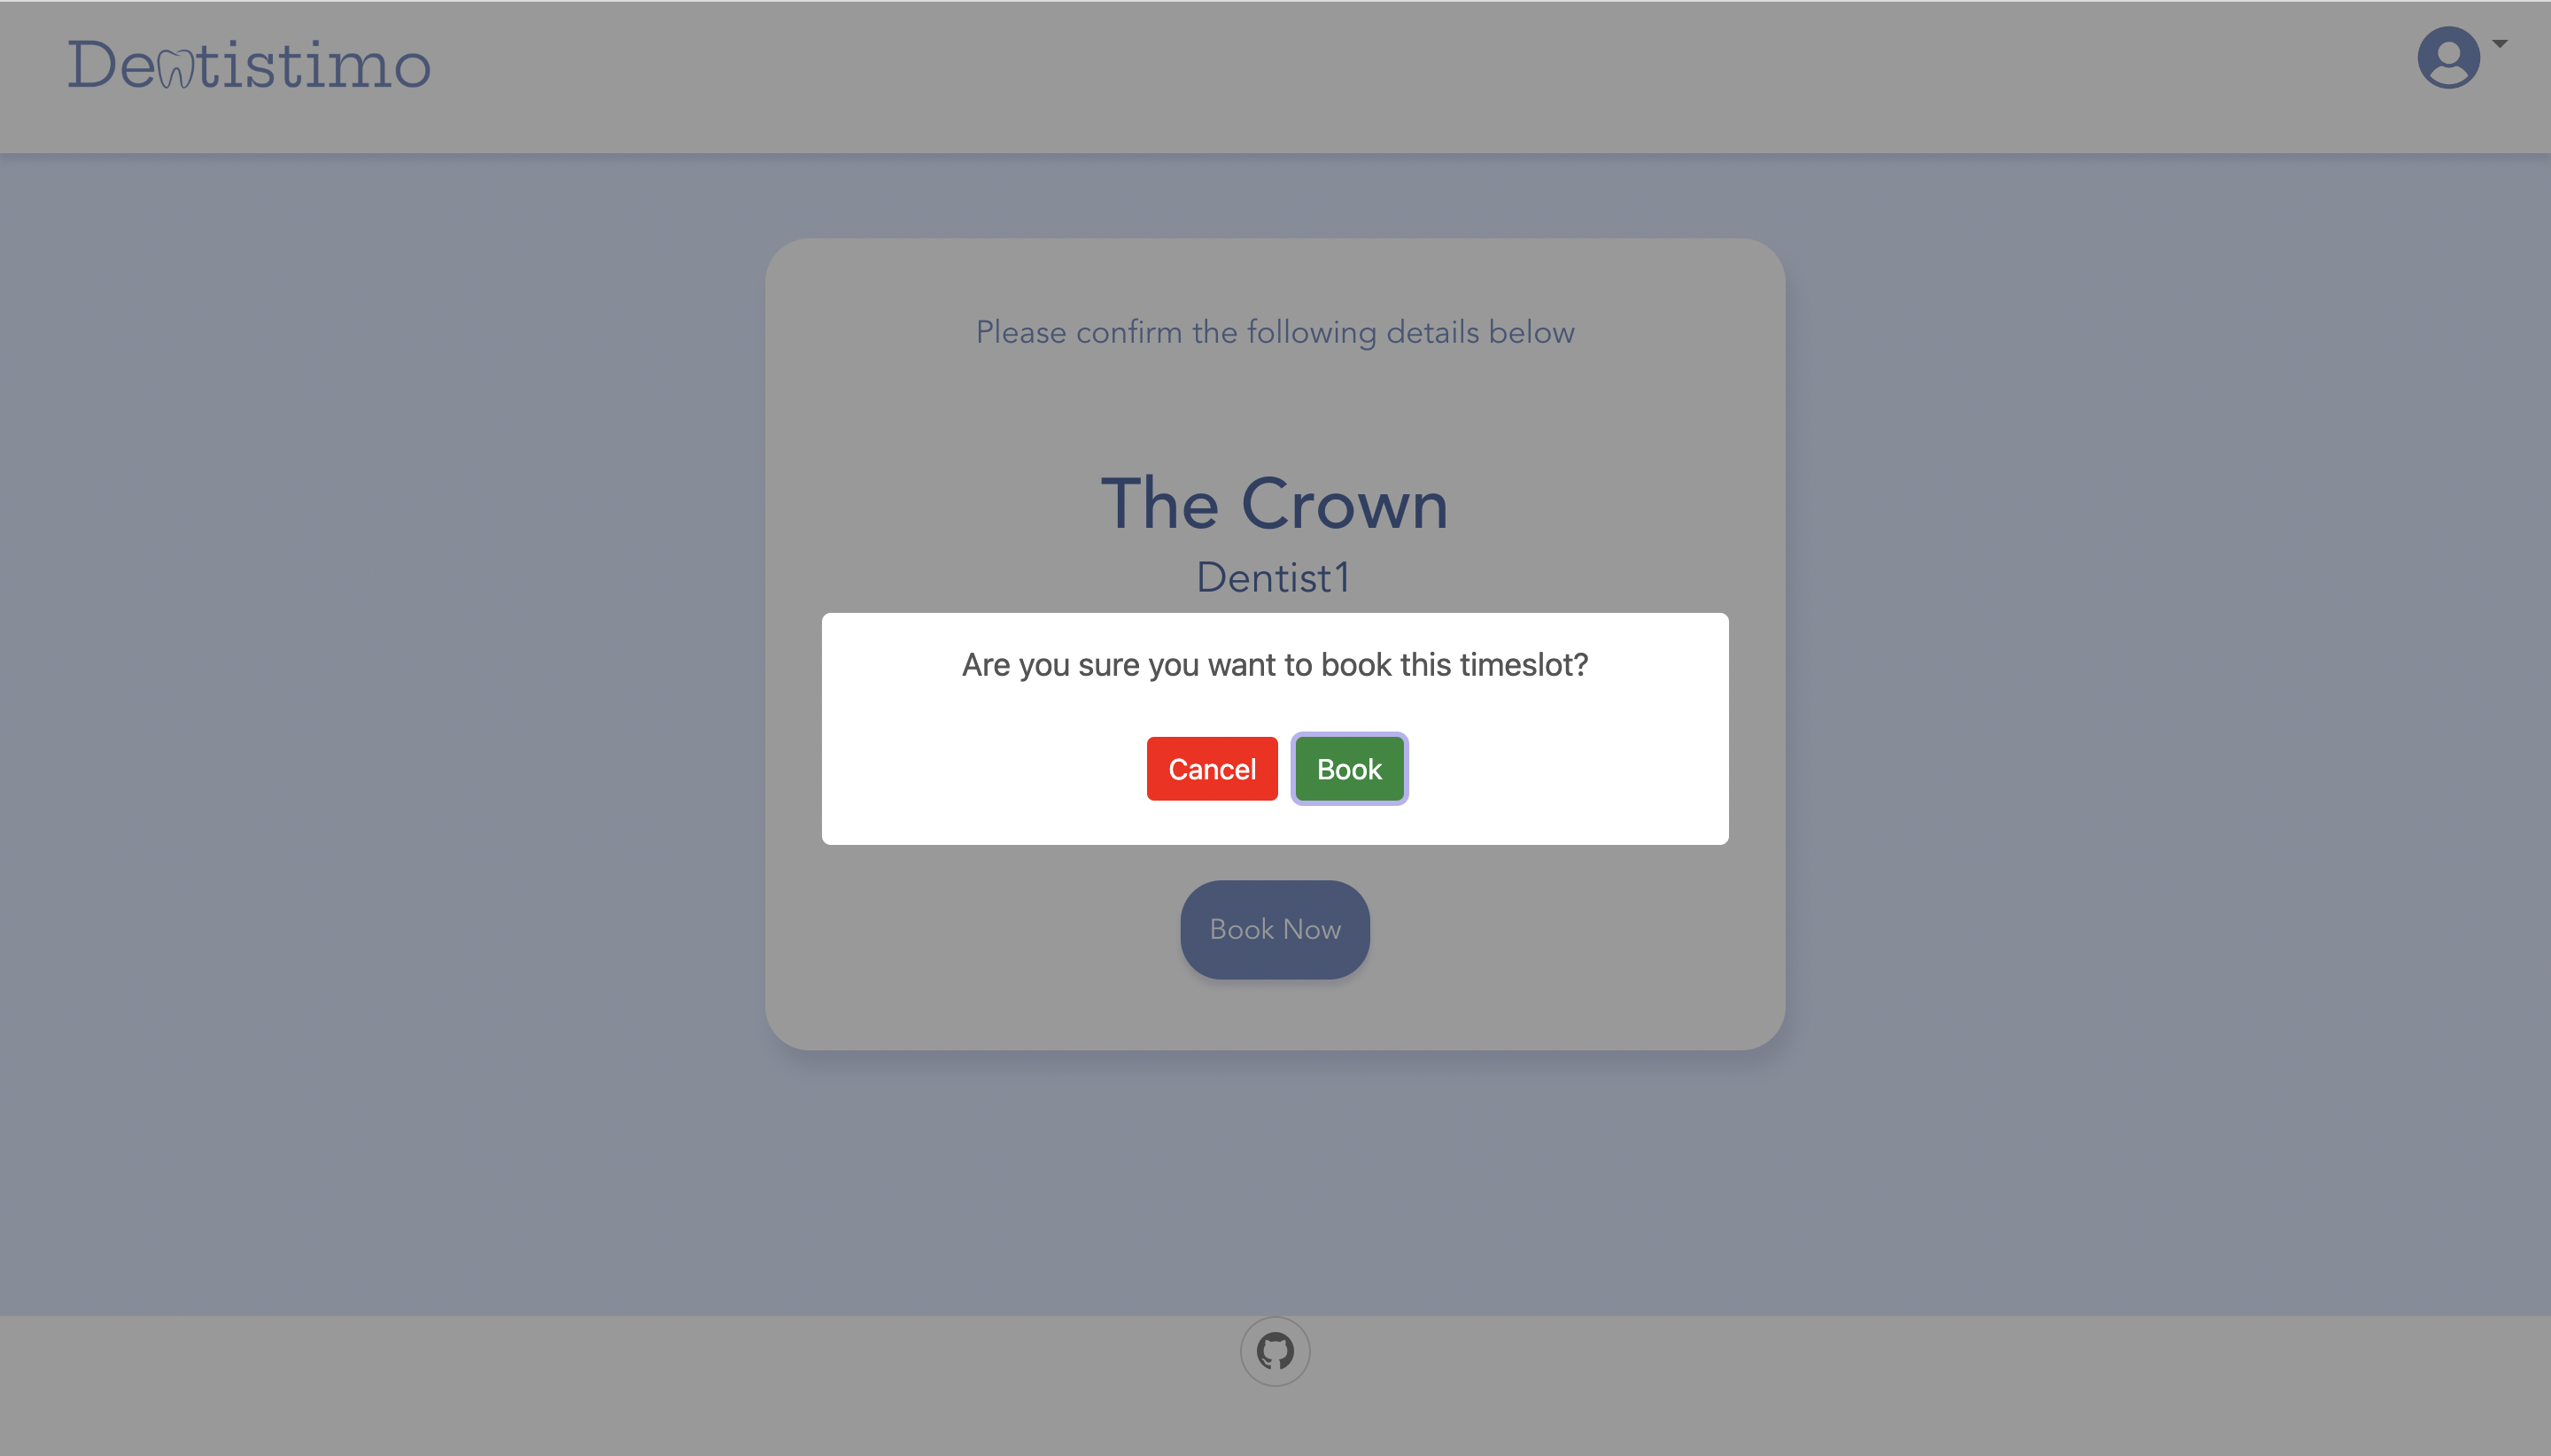 Dentistimo
Please confirm the following details below
The Crown
Dentist1
Are you sure you want to book this timeslot?
Cancel Book
Book Now